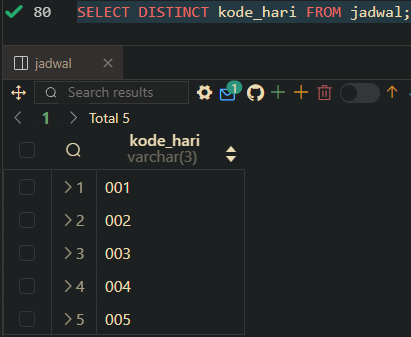 80 SELECT DISTINCT kode_hari FROM jadwal;
jadwal
Search results 1
1 Total 5
kode_hari
varchar(3)
1 001
2 002
3 003
4 004
5 005